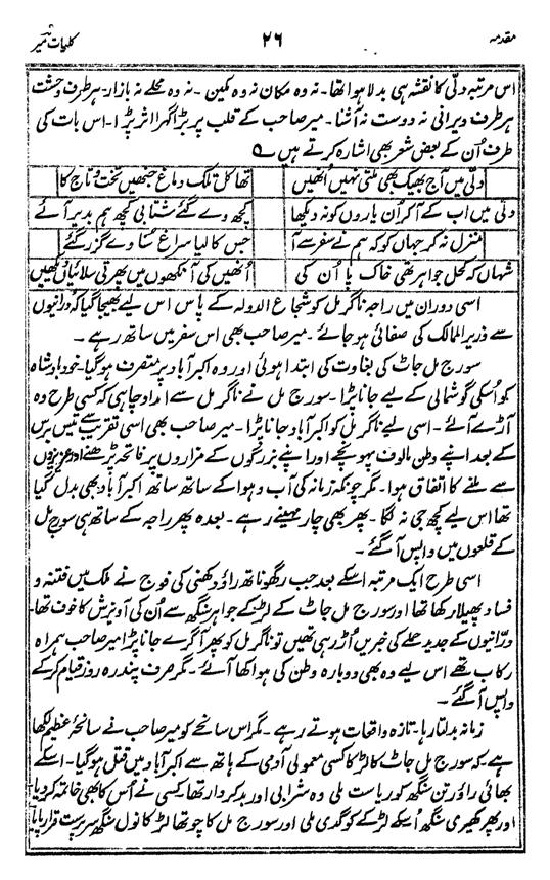 مقدمہ
۲۶
کلیات میر
اس مرتبہ دلّی کا نقشہ ہی بدلا ہوا تھا۔ نہ وہ مکان نہ وہ مکین۔ نہ وہ محلے نہ بازار۔ ہر طرف وحشت
ہر طرف ویرانی نہ دوست نہ آشنا۔ میر صاحب کے قلب پر بڑا گہرا اثر پڑا۔ اس بات کی
طرف اُن کے بعض شعر بھی اشارہ کرتے ہیں ؎
دلّی میں آج بھیک بھی ملتی نہیں اُنھیں
تھا کل تلک دماغ جنھیں تخت و تاج کا
دلّی میں اب کے آکر اُن یاروں کو نہ دیکھا
کچھ وے گئے شتابی کچھ ہم بدیر آئے
منزل نہ کر جہاں کو کہ ہم نے سفر سے آ
جس کا لیا سراغ سنا وے گزر گئے
شہاں کہ کحل جواہر تھی خاک پا اُن کی
اُنھیں کی آنکھوں میں پھرتی سلائیاں دیکھیں
اسی دوران میں راجہ ناگر مل کو شجاع الدولہ کے پاس اس لیے بھیجا گیا کہ درانیوں
سے وزیر الممالک کی صفائی ہو جائے۔ میر صاحب بھی اس سفر میں ساتھ رہے۔
سورج مل جاٹ کی بغاوت کی ابتدا ہوئی اور وہ اکبر آباد پر متصرف ہو گیا۔ خود بادشاہ
کو اُسکی گوشمالی کے لیے جانا پڑا۔ سورج مل نے ناگر مل سے امداد چاہی کہ کسی طرح وہ
آڑے آئے۔ اسی لیے ناگر مل کو اکبر آباد جانا پڑا۔ میر صاحب بھی اسی تقریب سے تیس برس
کے بعد اپنے وطن مالوف پہونچے اور اپنے بزرگوں کے مزاروں پر فاتحہ پڑھنے اور عزیزوں
سے ملنے کا اتفاق ہوا۔ مگر چونکہ زمانہ کی آب و ہوا کے ساتھ ساتھ اکبر آباد بھی بدل گیا
تھا اس لیے کچھ جی نہ لگا۔ پھر بھی چار مہینے رہے۔ بعدہ پھر راجہ کے ساتھ ہی سورج مل
کے قلعوں میں واپس آ گئے۔
اسی طرح ایک مرتبہ اسکے بعد جب رگھوناتھ راؤ دکھنی کی فوج نے ملک میں فتنہ و
فساد پھیلا رکھا تھا اور سورج مل جاٹ کے لڑکے جواہر سنگھ سے اُن کی آویزش کا خوف تھا۔
درّانیوں کے جدید حملے کی خبریں اُڑ رہی تھیں تو ناگر مل کو پھر آگرے جانا پڑا میر صاحب ہمراہ
رکاب تھے اس لیے وہ بھی دوبارہ وطن کی ہوا کھا آئے۔ مگر صرف پندرہ روز قیام کر کے
واپس آ گئے۔
زمانہ بدلتا رہا۔ تازہ واقعات ہوتے رہے۔ مگر اس سانحے کو میر صاحب نے سانحۂ عظیم لکھا
ہے کہ سورج مل جاٹ کا لڑکا کسی معمولی آدمی کے ہاتھ سے اکبر آباد میں قتل ہو گیا۔ اسکے
بھائی راؤ رتن سنگھ کو ریاست ملی وہ شرابی اور بد کردار تھا کسی نے اُس کا بھی خاتمہ کر دیا
اور پھر کھیری سنگھ اُسکے لڑکے کو گدی ملی اور سورج مل کا چوتھا لڑکا نول سنگھ سرپرست قرار پایا